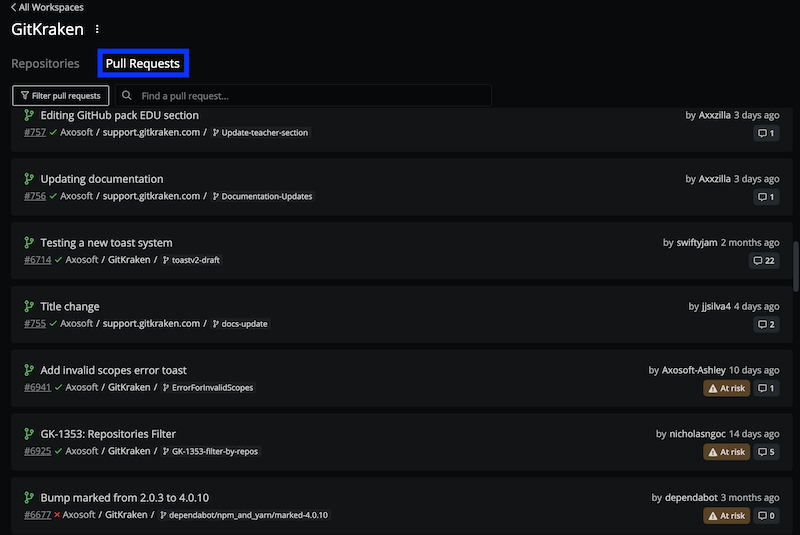 All Workspaces
GitKraken
Repositories Pull Requests
Filter pull requests Find a pull request...
Editing GitHub pack EDU section by Axxzilla 3 days ago
#757 Axosoft / support.gitkraken.com / Update-teacher-section 1
Updating documentation by Axxzilla 3 days ago
#756 Axosoft / support.gitkraken.com / Documentation-Updates 1
Testing a new toast system by swiftyjam 2 months ago
#6714 Axosoft / GitKraken / toastv2-draft 22
Title change by jjsilva4 4 days ago
#755 Axosoft / support.gitkraken.com / docs-update 2
Add invalid scopes error toast by Axosoft-Ashley 10 days ago
#6941 Axosoft / GitKraken / ErrorForInvalidScopes At risk 1
GK-1353: Repositories Filter by nicholasngoc 14 days ago
#6925 Axosoft / GitKraken / GK-1353-filter-by-repos At risk 5
Bump marked from 2.0.3 to 4.0.10 by dependabot 3 months ago
#6677 Axosoft / GitKraken / dependabot/npm_and_yarn/marked-4.0.10 At risk 0